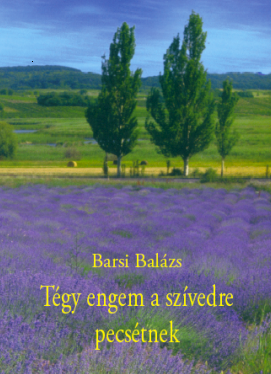 Barsi Balázs
Tégy engem a szívedre
pecsétnek